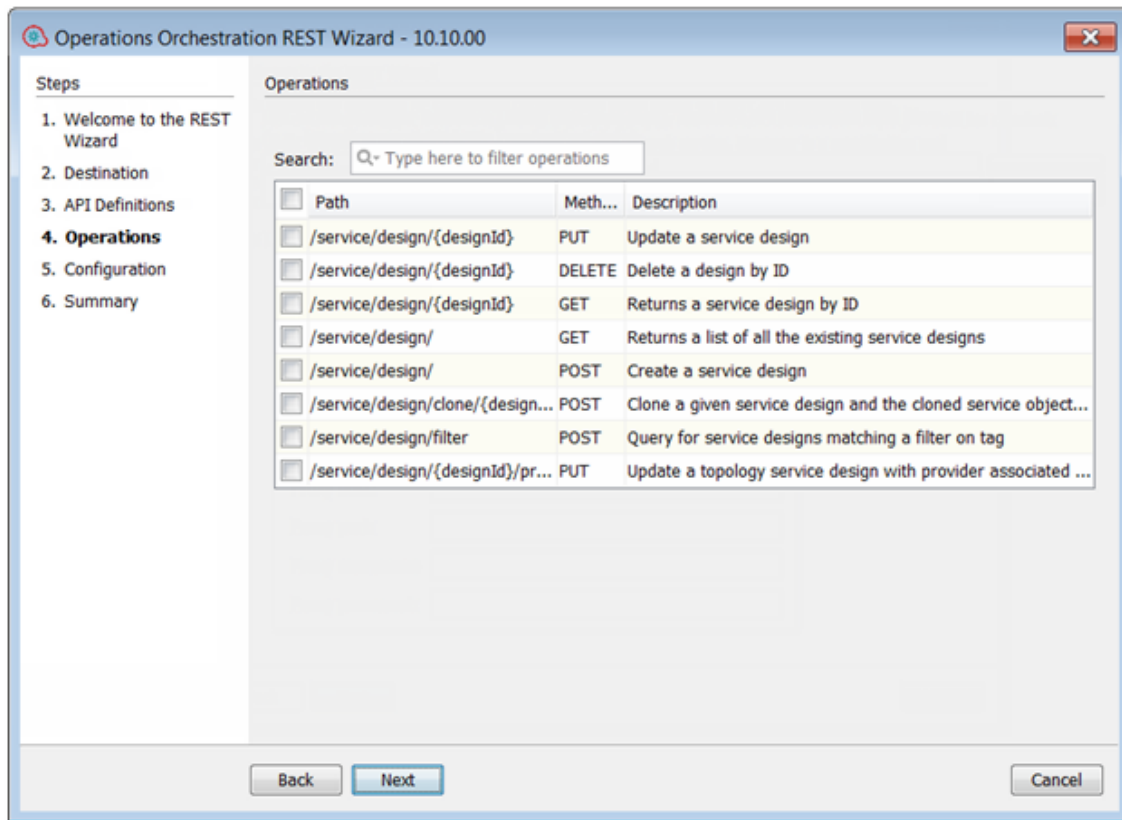 Operations Orchestration REST Wizard - 10.10.00
Steps
1. Welcome to the REST
Wizard
2. Destination
3. API Definitions
4. Operations
5. Configuration
6. Summary
Operations
Search: Type here to filter operations
Path Meth... Description
/service/design/{designId} PUT Update a service design
/service/design/{designId} DELETE Delete a design by ID
/service/design/{designId} GET Returns a service design by ID
/service/design/ GET Returns a list of all the existing service designs
/service/design/ POST Create a service design
/service/design/clone/{design... POST Clone a given service design and the cloned service object...
/service/design/filter POST Query for service designs matching a filter on tag
/service/design/{designId}/pr... PUT Update a topology service design with provider associated ...
Back Next Cancel